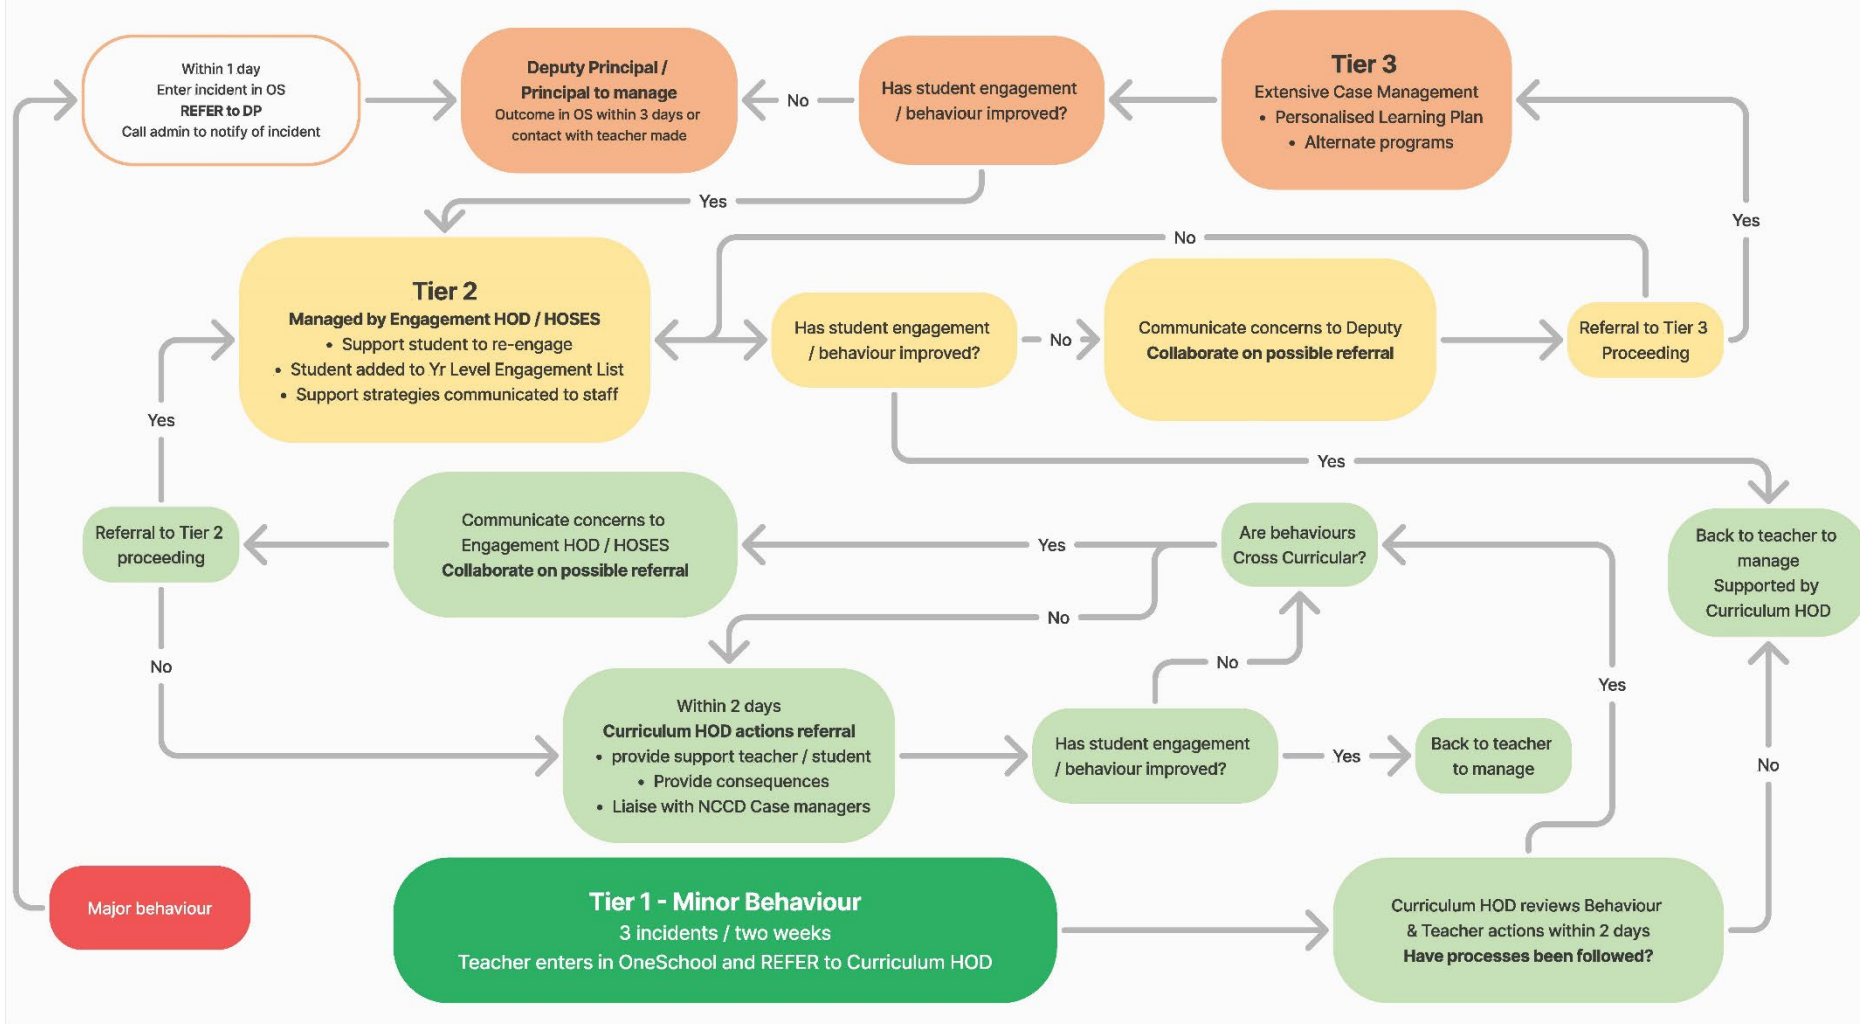 Within 1 day
Enter incident in OS
REFER to DP
Call admin to notify of incident
Deputy Principal /
Principal to manage
Outcome in OS within 3 days or
contact with teacher made
No
Has student engagement
/ behaviour improved?
Tier 3
Extensive Case Management
• Personalised Learning Plan
• Alternate programs
Yes
Yes
No
Tier 2
Managed by Engagement HOD / HOSES
• Support student to re-engage
• Student added to Yr Level Engagement List
• Support strategies communicated to staff
Has student engagement
/ behaviour improved?
No
Communicate concerns to Deputy
Collaborate on possible referral
Referral to Tier 3
Proceeding
Yes
Yes
Referral to Tier 2
proceeding
Communicate concerns to
Engagement HOD / HOSES
Collaborate on possible referral
Yes
Are behaviours
Cross Curricular?
Back to teacher to
manage
Supported by
Curriculum HOD
No
No
No
Yes
Within 2 days
Curriculum HOD actions referral
• provide support teacher / student
• Provide consequences
• Liaise with NCCD Case managers
Has student engagement
/ behaviour improved?
Yes
Back to teacher
to manage
No
Major behaviour
Tier 1 - Minor Behaviour
3 incidents / two weeks
Teacher enters in OneSchool and REFER to Curriculum HOD
Curriculum HOD reviews Behaviour
& Teacher actions within 2 days
Have processes been followed?